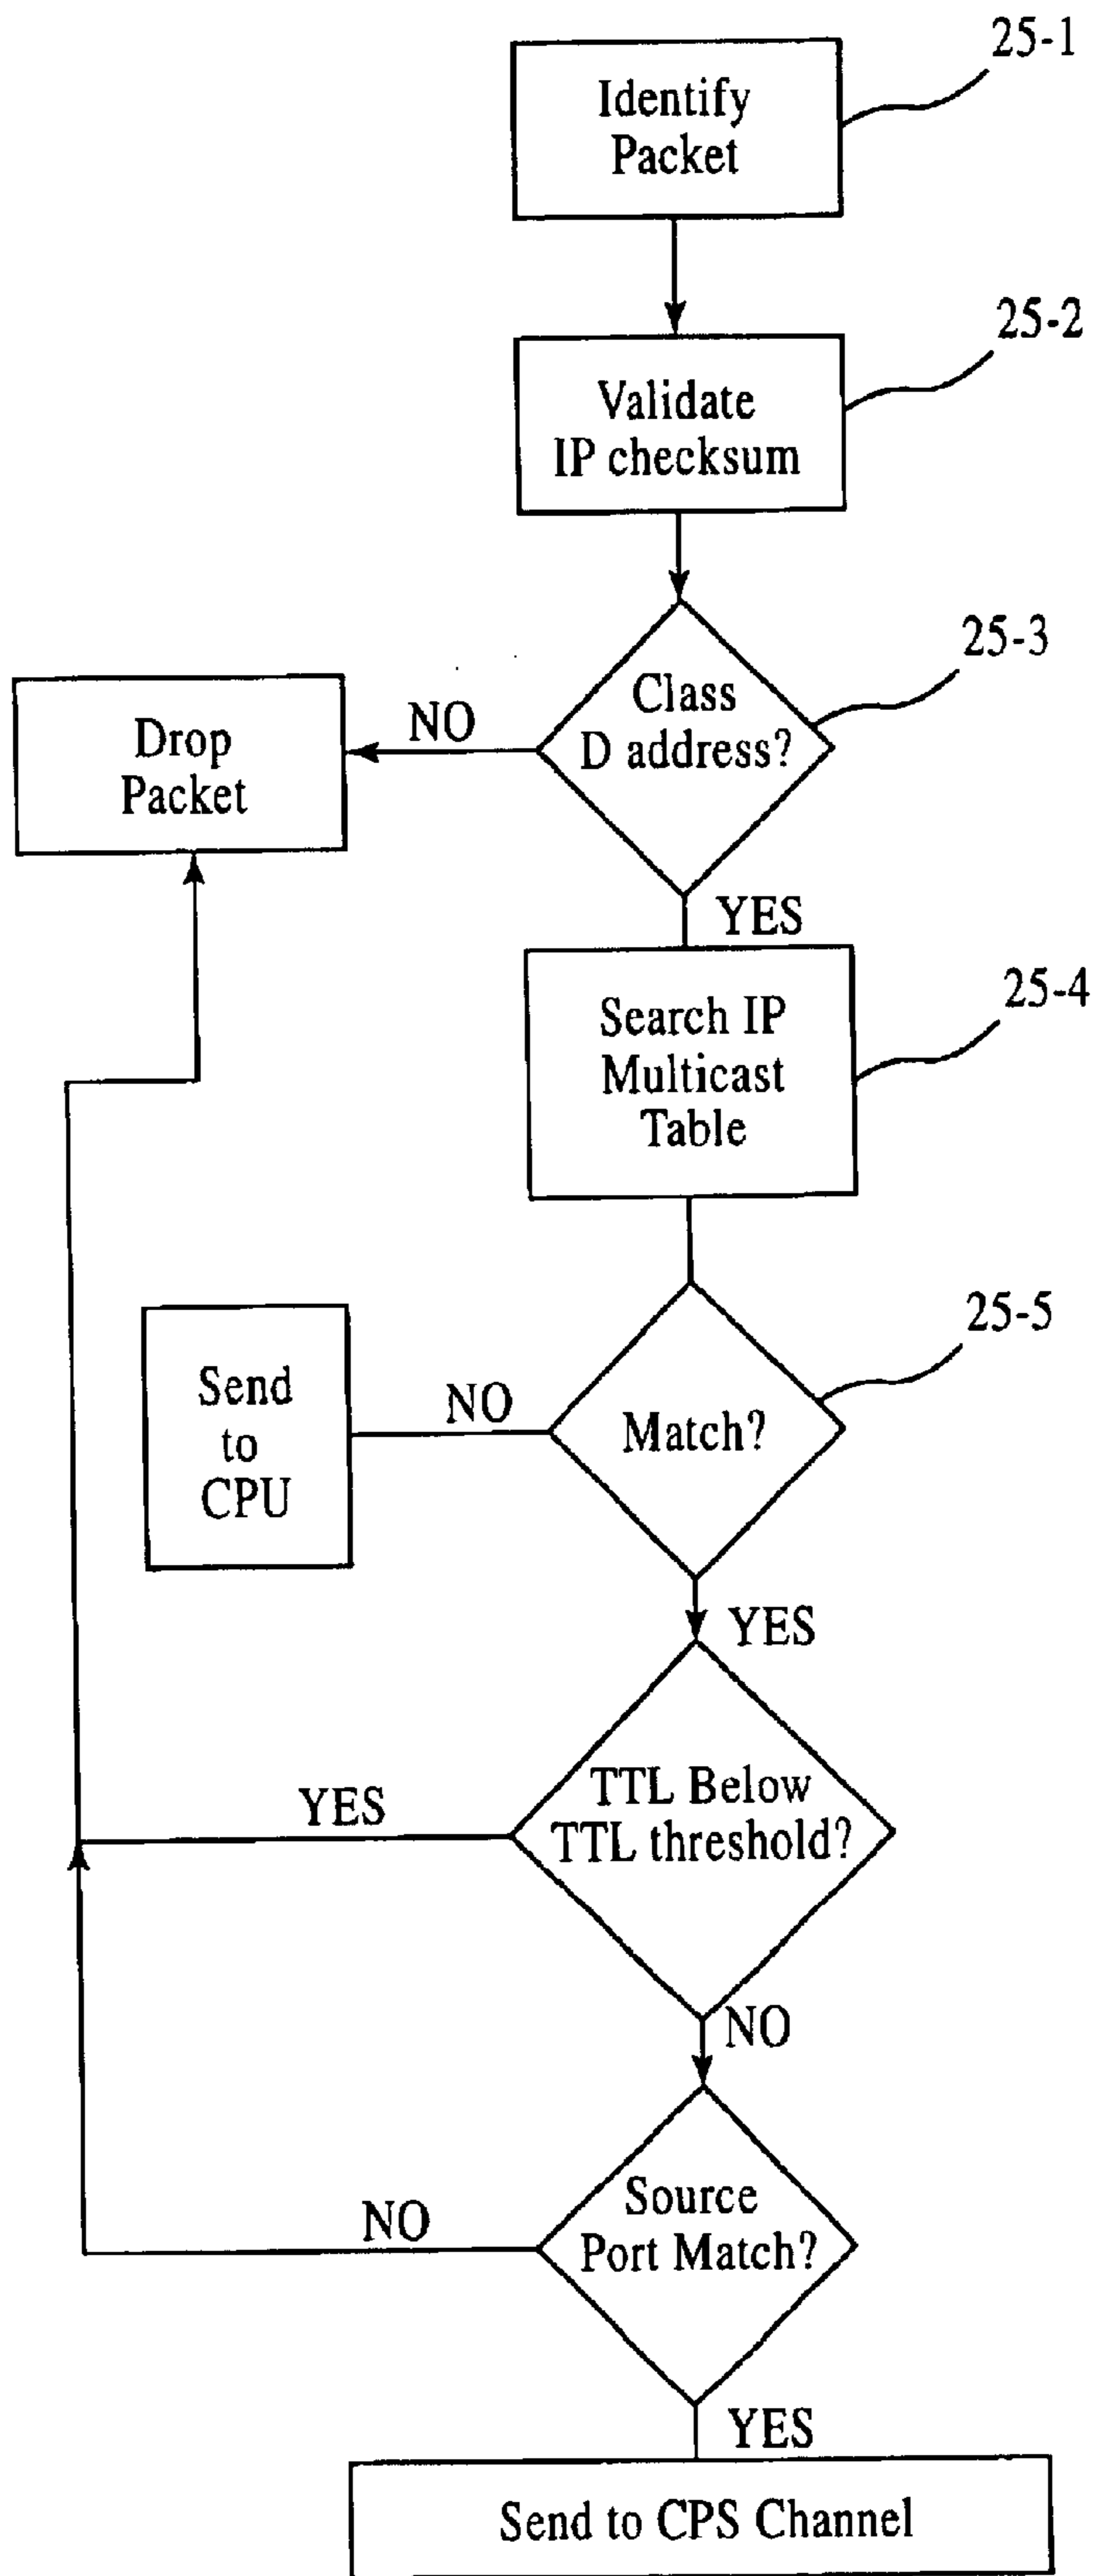 25-1
Identify
Packet
25-2
Validate
IP checksum
25-3
Class
D address?
NO
Drop
Packet
YES
25-4
Search IP
Multicast
Table
25-5
Match?
NO
Send
to
CPU
YES
TTL Below
TTL threshold?
YES
NO
Source
Port Match?
NO
YES
Send to CPS Channel